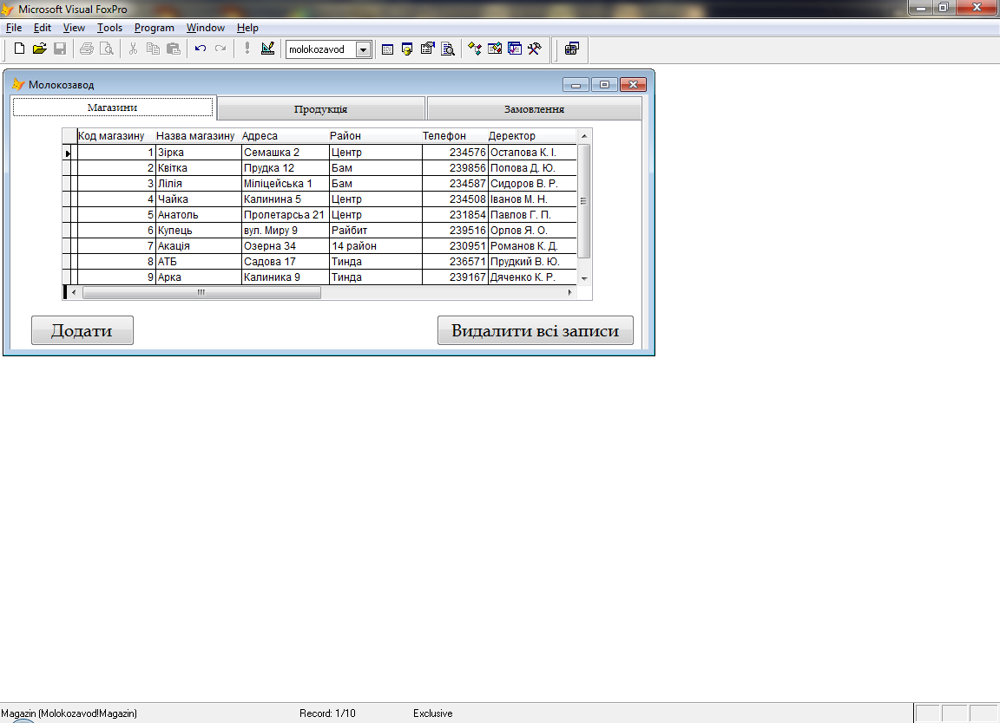 Microsoft Visual FoxPro
File Edit View Tools Program Window Help
molokozavod
Молокозавод
Магазини Продукція Замовлення
Код магазину Назва магазину Адреса Район Телефон Деректор
1 Зірка Семашка 2 Центр 234576 Остапова К. І.
2 Квітка Прудка 12 Бам 239856 Попова Д. Ю.
3 Лілія Міліцейська 1 Бам 234587 Сидоров В. Р.
4 Чайка Калинина 5 Центр 234508 Іванов М. Н.
5 Анатоль Пролетарсьа 21 Центр 231854 Павлов Г. П.
6 Купець вул. Миру 9 Райбит 239516 Орлов Я. О.
7 Акація Озерна 34 14 район 230951 Романов К. Д.
8 АТБ Садова 17 Тинда 236571 Прудкий В. Ю.
9 Арка Калиника 9 Тинда 239167 Дяченко К. Р.
Додати Видалити всі записи
Magazin (Molokozavod!Magazin) Record: 1/10 Exclusive